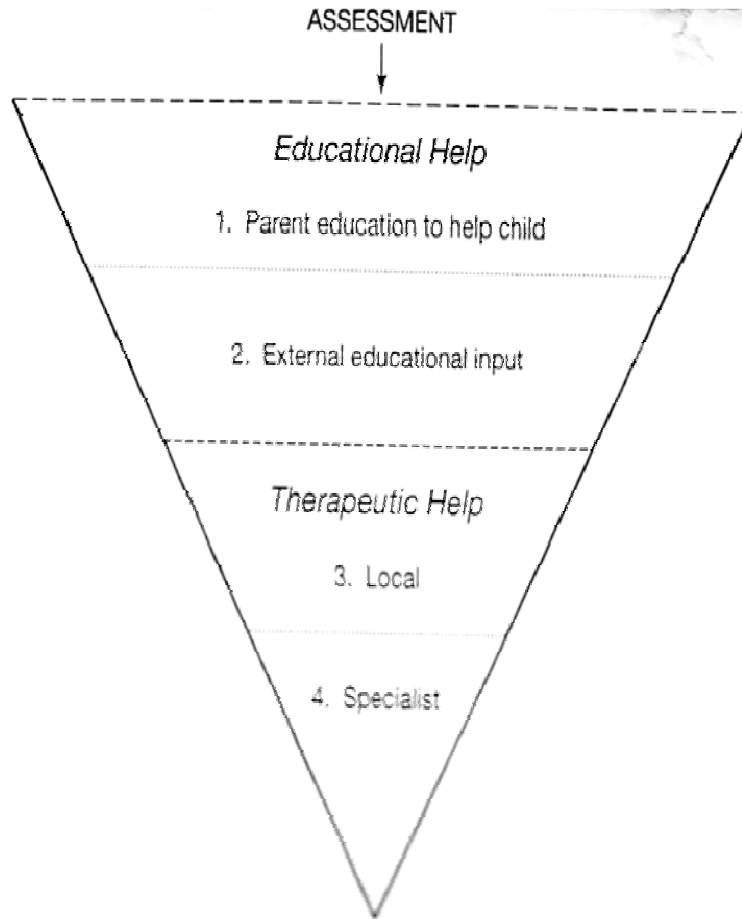 ASSESSMENT
Educational Help
1. Parent education to help child
2. External educational input
Therapeutic Help
3. Local
4. Specialist